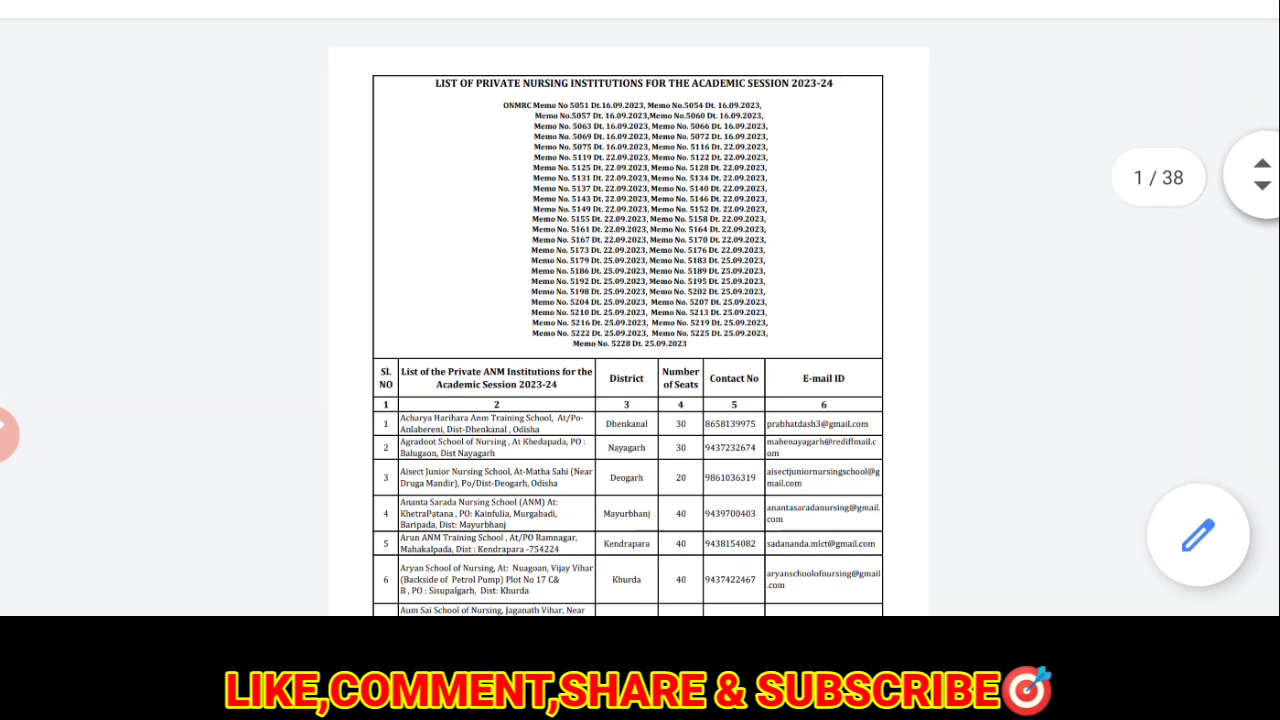 LIST OF PRIVATE NURSING INSTITUTIONS FOR THE ACADEMIC SESSION 2023-24
ONMRC Memo No 5051 Dt.16.09.2023, Memo No.5054 Dt. 16.09.2023,
Memo No.5057 Dt. 16.09.2023,Memo No.5060 Dt. 16.09.2023,
Memo No. 5063 Dt. 16.09.2023, Memo No. 5066 Dt. 16.09.2023,
Memo No. 5069 Dt. 16.09.2023, Memo No. 5072 Dt. 16.09.2023,
Memo No. 5075 Dt. 16.09.2023, Memo No. 5116 Dt. 22.09.2023,
Memo No. 5119 Dt. 22.09.2023, Memo No. 5122 Dt. 22.09.2023,
Memo No. 5125 Dt. 22.09.2023, Memo No. 5128 Dt. 22.09.2023,
Memo No. 5131 Dt. 22.09.2023, Memo No. 5134 Dt. 22.09.2023,
Memo No. 5137 Dt. 22.09.2023, Memo No. 5140 Dt. 22.09.2023,
Memo No. 5143 Dt. 22.09.2023, Memo No. 5146 Dt. 22.09.2023,
Memo No. 5149 Dt. 22.09.2023, Memo No. 5152 Dt. 22.09.2023,
Memo No. 5155 Dt. 22.09.2023, Memo No. 5158 Dt. 22.09.2023,
Memo No. 5161 Dt. 22.09.2023, Memo No. 5164 Dt. 22.09.2023,
Memo No. 5167 Dt. 22.09.2023, Memo No. 5170 Dt. 22.09.2023,
Memo No. 5173 Dt. 22.09.2023, Memo No. 5176 Dt. 22.09.2023,
Memo No. 5179 Dt. 25.09.2023, Memo No. 5183 Dt. 25.09.2023,
Memo No. 5186 Dt. 25.09.2023, Memo No. 5189 Dt. 25.09.2023,
Memo No. 5192 Dt. 25.09.2023, Memo No. 5195 Dt. 25.09.2023,
Memo No. 5198 Dt. 25.09.2023, Memo No. 5202 Dt. 25.09.2023,
Memo No. 5204 Dt. 25.09.2023, Memo No. 5207 Dt. 25.09.2023,
Memo No. 5210 Dt. 25.09.2023, Memo No. 5213 Dt. 25.09.2023,
Memo No. 5216 Dt. 25.09.2023, Memo No. 5219 Dt. 25.09.2023,
Memo No. 5222 Dt. 25.09.2023, Memo No. 5225 Dt. 25.09.2023,
Memo No. 5228 Dt. 25.09.2023
1 / 38
Sl. NO
List of the Private ANM Institutions for the
Academic Session 2023-24
District
Number
of Seats
Contact No
E-mail ID
1 2 3 4 5 6
1
Acharya Harihara Anm Training School, At/Po-
Anlabereni, Dist-Dhenkanal , Odisha
Dhenkanal 30 8658139975 prabhatdash3@gmail.com
2
Agradoot School of Nursing , At Khedapada, PO :
Balugaon, Dist Nayagarh
Nayagarh 30 9437232674 mahenayagarh@rediffmail.c
om
3
Aisect Junior Nursing School, At-Matha Sahi (Near
Druga Mandir), Po/Dist-Deogarh, Odisha
Deogarh 20 9861036319 aisectjuniornursingschool@g
mail.com
4
Ananta Sarada Nursing School (ANM) At:
KhetraPatana , PO: Kainfulia, Murgabadi,
Baripada, Dist: Mayurbhanj
Mayurbhanj 40 9439700403 anantasaradanursing@gmail.
com
5
Arun ANM Training School , At/PO Ramnagar,
Mahakalpada, Dist : Kendrapara -754224
Kendrapara 40 9438154082 sadananda.mlct@gmail.com
6
Aryan School of Nursing, At: Nuagoan, Vijay Vihar
(Backside of Petrol Pump) Plot No 17 C&
B , PO : Sisupalgarh, Dist: Khurda
Khurda 40 9437422467 aryanschoolofnursing@gmail
.com
Aum Sai School of Nursing, Jaganath Vihar, Near
LIKE,COMMENT,SHARE & SUBSCRIBE